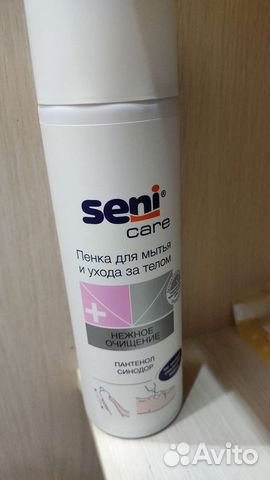 seni®
care
Пенка для мытья
и ухода за телом
НЕЖНОЕ
ОЧИЩЕНИЕ
ПАНТЕНОЛ
СИНОДОР
Avito